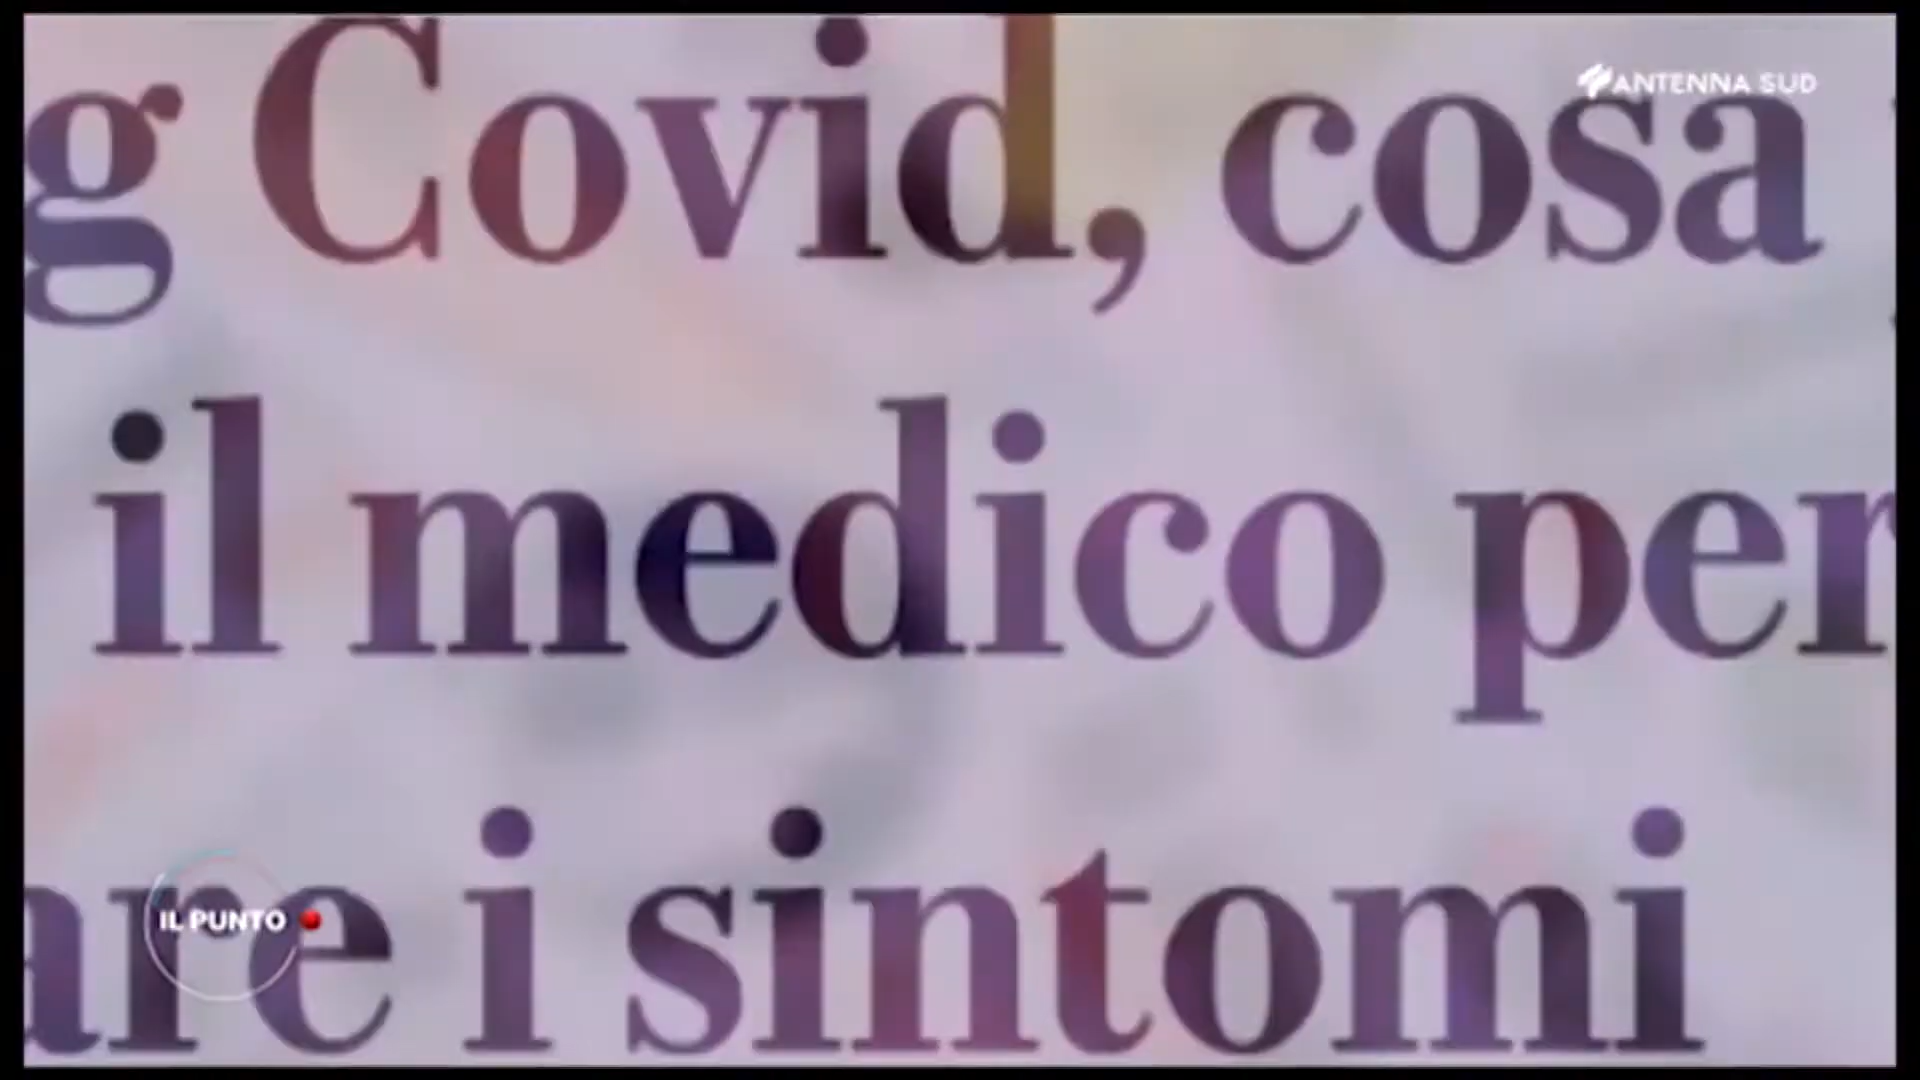 g Covid, cosa
ANTENNA SUD
il medico per
are i sintomi
IL PUNTO